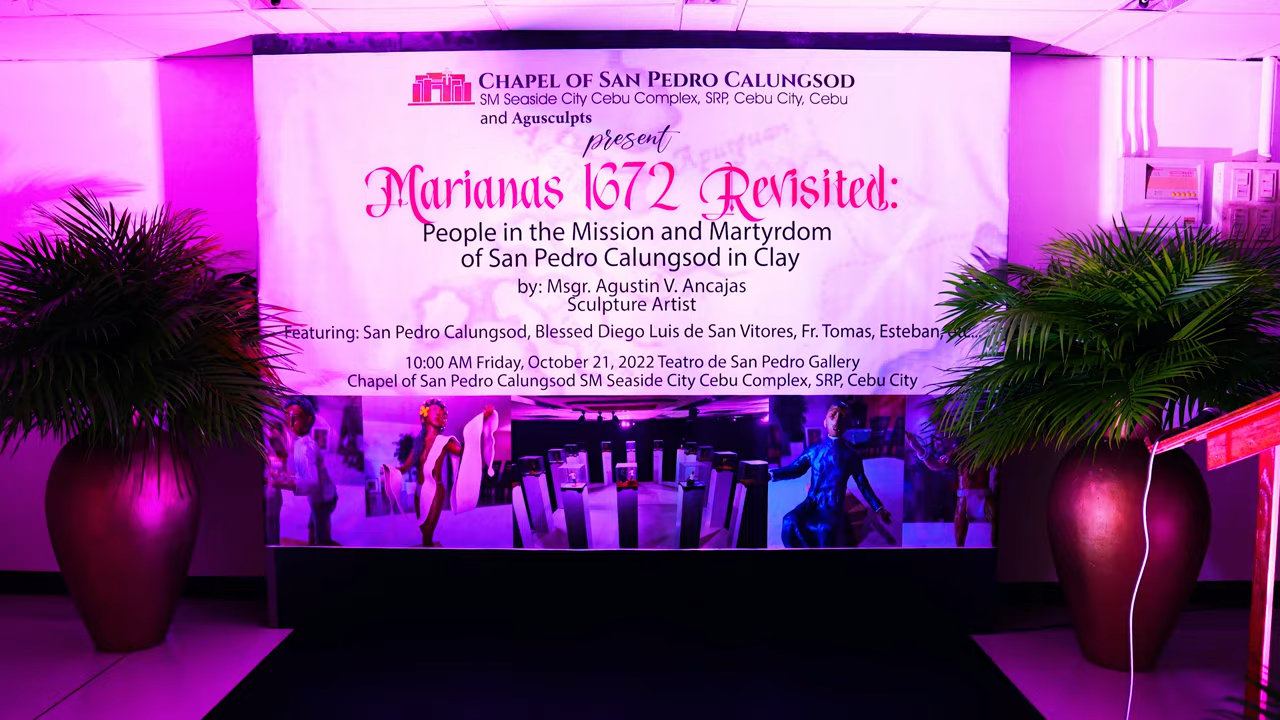 CHAPEL OF SAN PEDRO CALUNGSOD
SM Seaside City Cebu Complex, SRP, Cebu City, Cebu
and Agusculpts
present
Marianas 1672 Revisited:
People in the Mission and Martyrdom
of San Pedro Calungsod in Clay
by: Msgr. Agustin V. Ancajas
Sculpture Artist
Featuring: San Pedro Calungsod, Blessed Diego Luis de San Vitores, Fr. Tomas, Esteban, etc...
10:00 AM Friday, October 21, 2022 Teatro de San Pedro Gallery
Chapel of San Pedro Calungsod SM Seaside City Cebu Complex, SRP, Cebu City